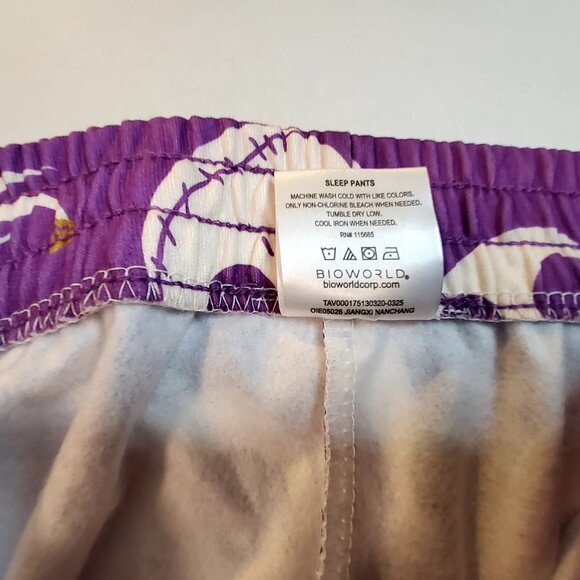 SLEEP PANTS
MACHINE WASH COLD WITH LIKE COLORS.
ONLY NON-CHLORINE BLEACH WHEN NEEDED.
TUMBLE DRY LOW.
COOL IRON WHEN NEEDED.
RN# 115665
BIOWORLD®
bioworldcorp.com
TAV000175130320-0325
OIE05026 JIANGXI NANCHANG